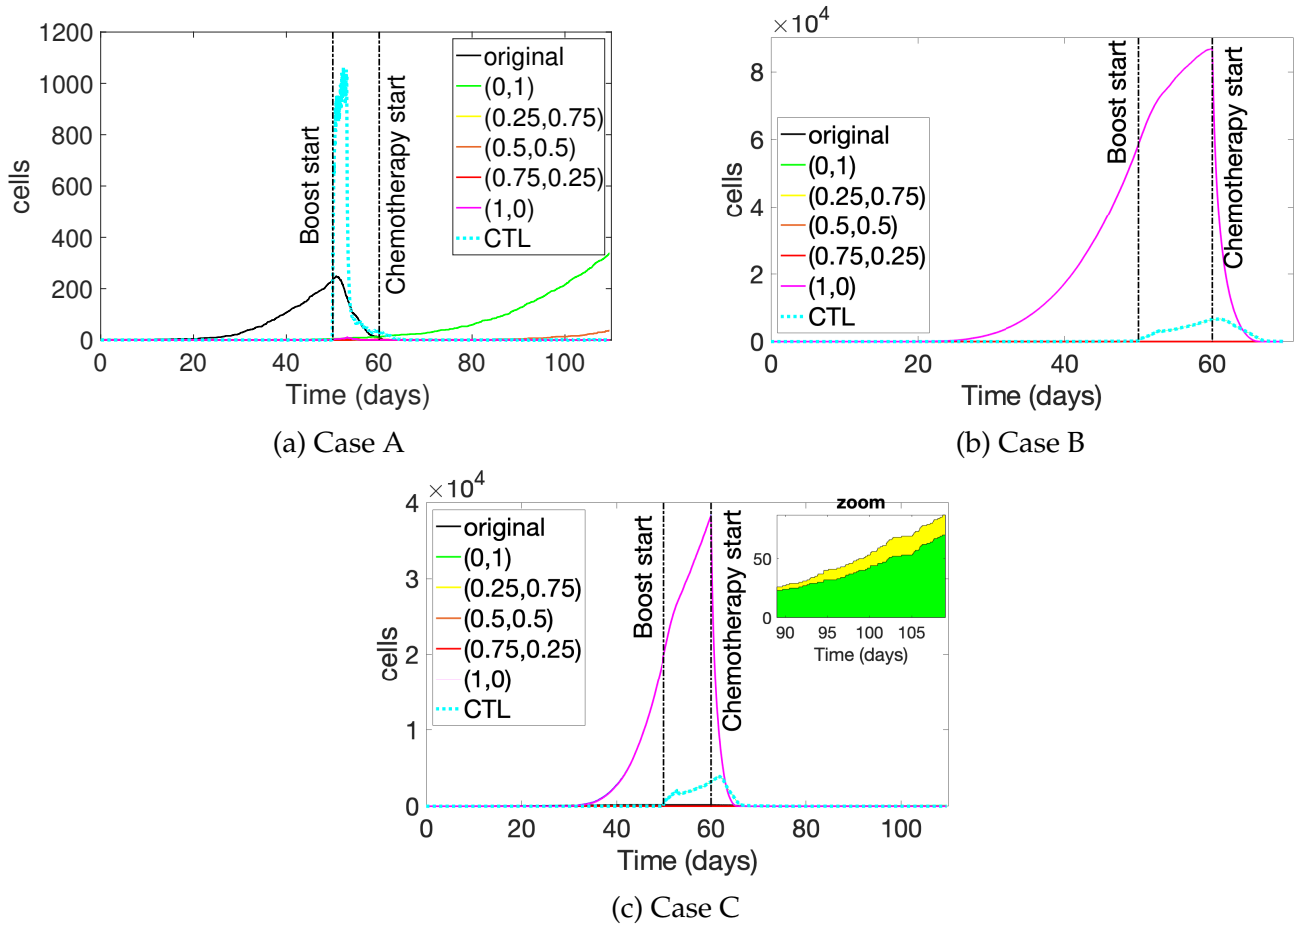 1200
1000
800
600
400
200
0
cells
0
20
40
60
80
100
Time (days)
Boost start
Chemotherapy start
original
(0,1)
(0.25,0.75)
(0.5,0.5)
(0.75,0.25)
(1,0)
CTL
(a) Case A
×10⁴
8
6
4
2
0
cells
0
20
40
60
Time (days)
Boost start
Chemotherapy start
original
(0,1)
(0.25,0.75)
(0.5,0.5)
(0.75,0.25)
(1,0)
CTL
(b) Case B
×10⁴
4
3
2
1
0
cells
0
20
40
60
80
100
Time (days)
Boost start
Chemotherapy start
original
(0,1)
(0.25,0.75)
(0.5,0.5)
(0.75,0.25)
(1,0)
CTL
zoom
50
0
90
95
100
105
Time (days)
(c) Case C